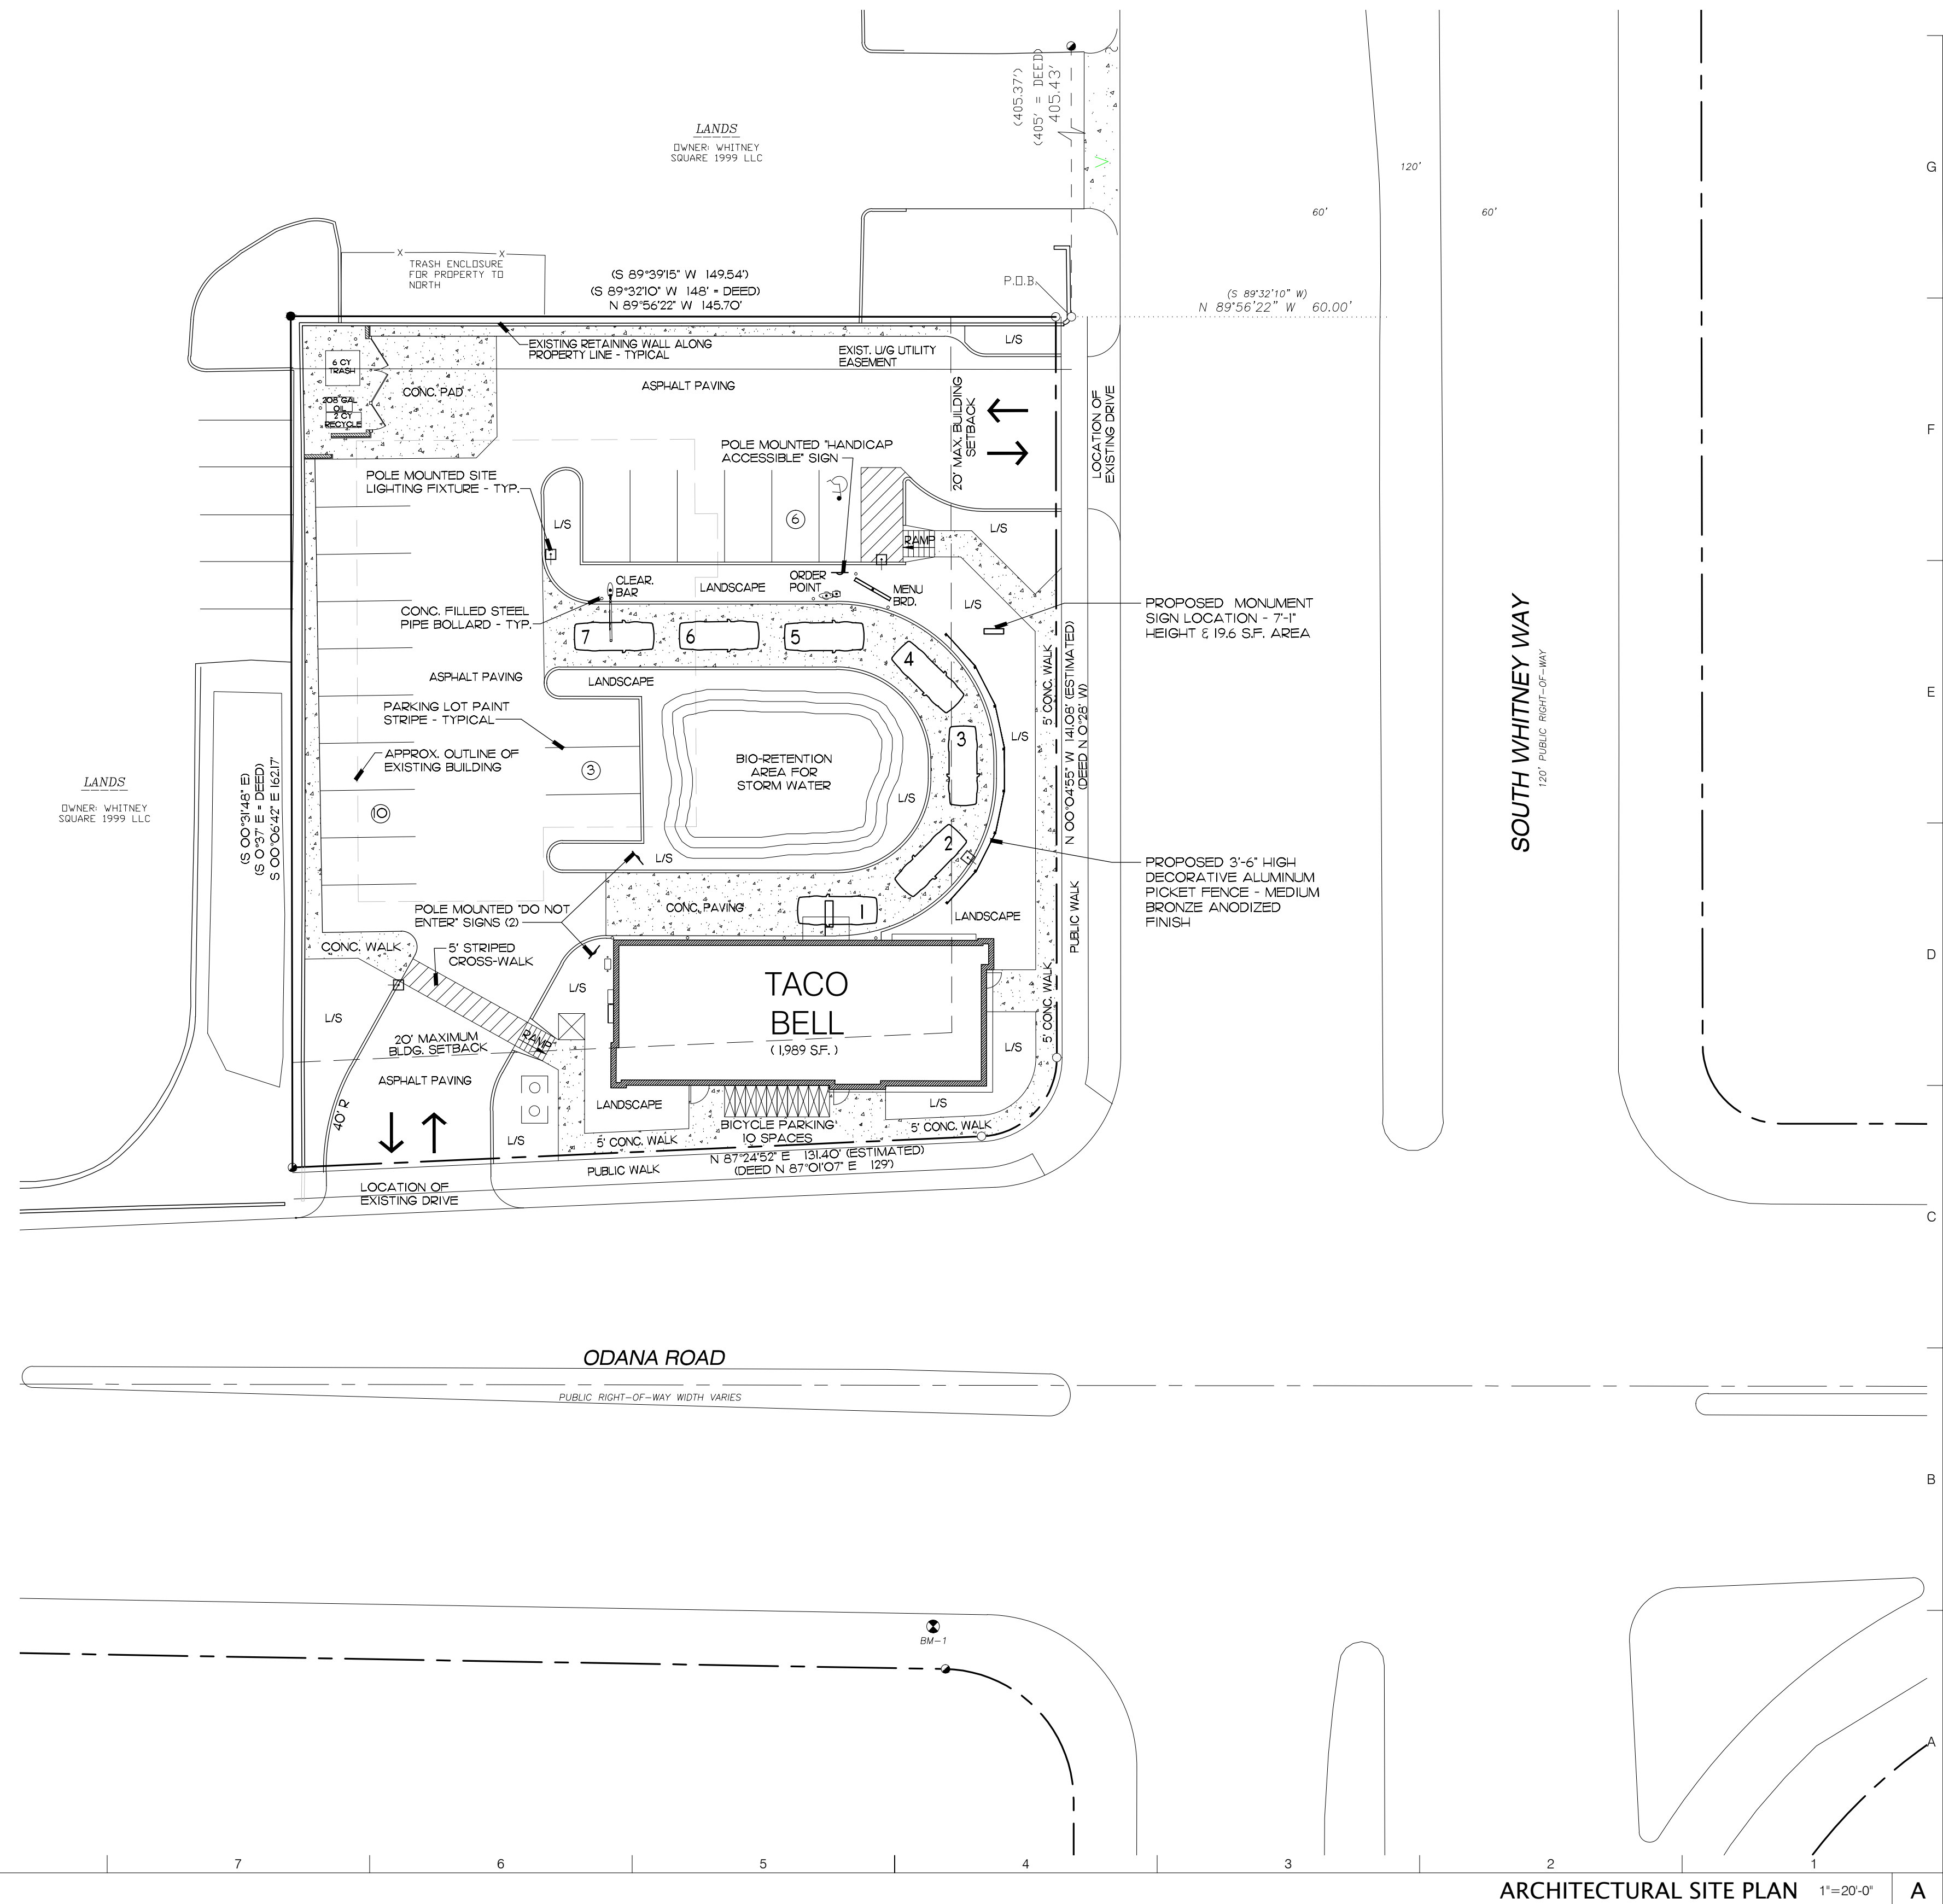 (405.37')
(405' = DEED)
405.43'
LANDS
OWNER: WHITNEY
SQUARE 1999 LLC
120'
60'
60'
G
TRASH ENCLOSURE
FOR PROPERTY TO
NORTH
X
X
(S 89°39'15" W 149.54')
(S 89°32'10" W 148' = DEED)
N 89°56'22" W 145.70'
P.O.B.
(S 89°32'10" W)
N 89°56'22" W 60.00'
EXISTING RETAINING WALL ALONG
PROPERTY LINE - TYPICAL
EXIST. U/G UTILITY
EASEMENT
L/S
6 CY
TRASH
CONC. PAD
208 GAL
OIL
2 CY
RECYCLE
ASPHALT PAVING
20' MAX. BUILDING
SETBACK
LOCATION OF
EXISTING DRIVE
F
POLE MOUNTED "HANDICAP
ACCESSIBLE" SIGN
POLE MOUNTED SITE
LIGHTING FIXTURE - TYP.
L/S
6
L/S
RAMP
CLEAR.
BAR
LANDSCAPE
ORDER
POINT
MENU
BRD.
L/S
CONC. FILLED STEEL
PIPE BOLLARD - TYP.
PROPOSED MONUMENT
SIGN LOCATION - 7'-1"
HEIGHT & 19.6 S.F. AREA
7
6
5
4
3
2
1
ASPHALT PAVING
LANDSCAPE
5' CONC. WALK
N 00°04'55" W 141.08' (ESTIMATED)
(DEED N 0°28' W)
SOUTH WHITNEY WAY
120' PUBLIC RIGHT-OF-WAY
E
PARKING LOT PAINT
STRIPE - TYPICAL
L/S
APPROX. OUTLINE OF
EXISTING BUILDING
3
BIO-RETENTION
AREA FOR
STORM WATER
L/S
LANDS
OWNER: WHITNEY
SQUARE 1999 LLC
(S 00°31'48" E)
(S 0°37' E = DEED)
S 00°06'42" E 162.17'
10
L/S
PROPOSED 3'-6" HIGH
DECORATIVE ALUMINUM
PICKET FENCE - MEDIUM
BRONZE ANODIZED
FINISH
POLE MOUNTED "DO NOT
ENTER" SIGNS (2)
CONC. PAVING
LANDSCAPE
PUBLIC WALK
CONC. WALK
5' STRIPED
CROSS-WALK
D
TACO
BELL
(1,989 S.F.)
L/S
L/S
5' CONC. WALK
20' MAXIMUM
BLDG. SETBACK
RAMP
L/S
ASPHALT PAVING
40' R
LANDSCAPE
L/S
BICYCLE PARKING
10 SPACES
5' CONC. WALK
L/S
5' CONC. WALK
PUBLIC WALK
N 87°24'52" E 131.40' (ESTIMATED)
(DEED N 87°01'07" E 129')
LOCATION OF
EXISTING DRIVE
C
ODANA ROAD
PUBLIC RIGHT-OF-WAY WIDTH VARIES
B
BM-1
A
7
6
5
4
3
2
1
ARCHITECTURAL SITE PLAN 1"=20'-0" A